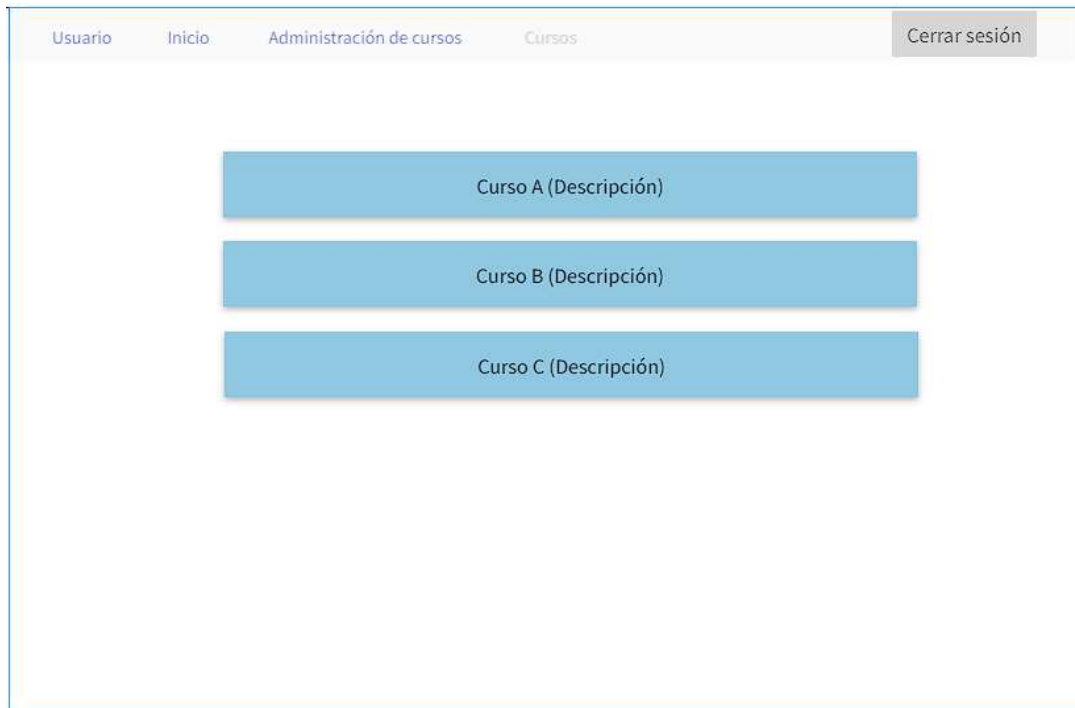 Usuario Inicio Administración de cursos Cursos Cerrar sesión
Curso A (Descripción)
Curso B (Descripción)
Curso C (Descripción)